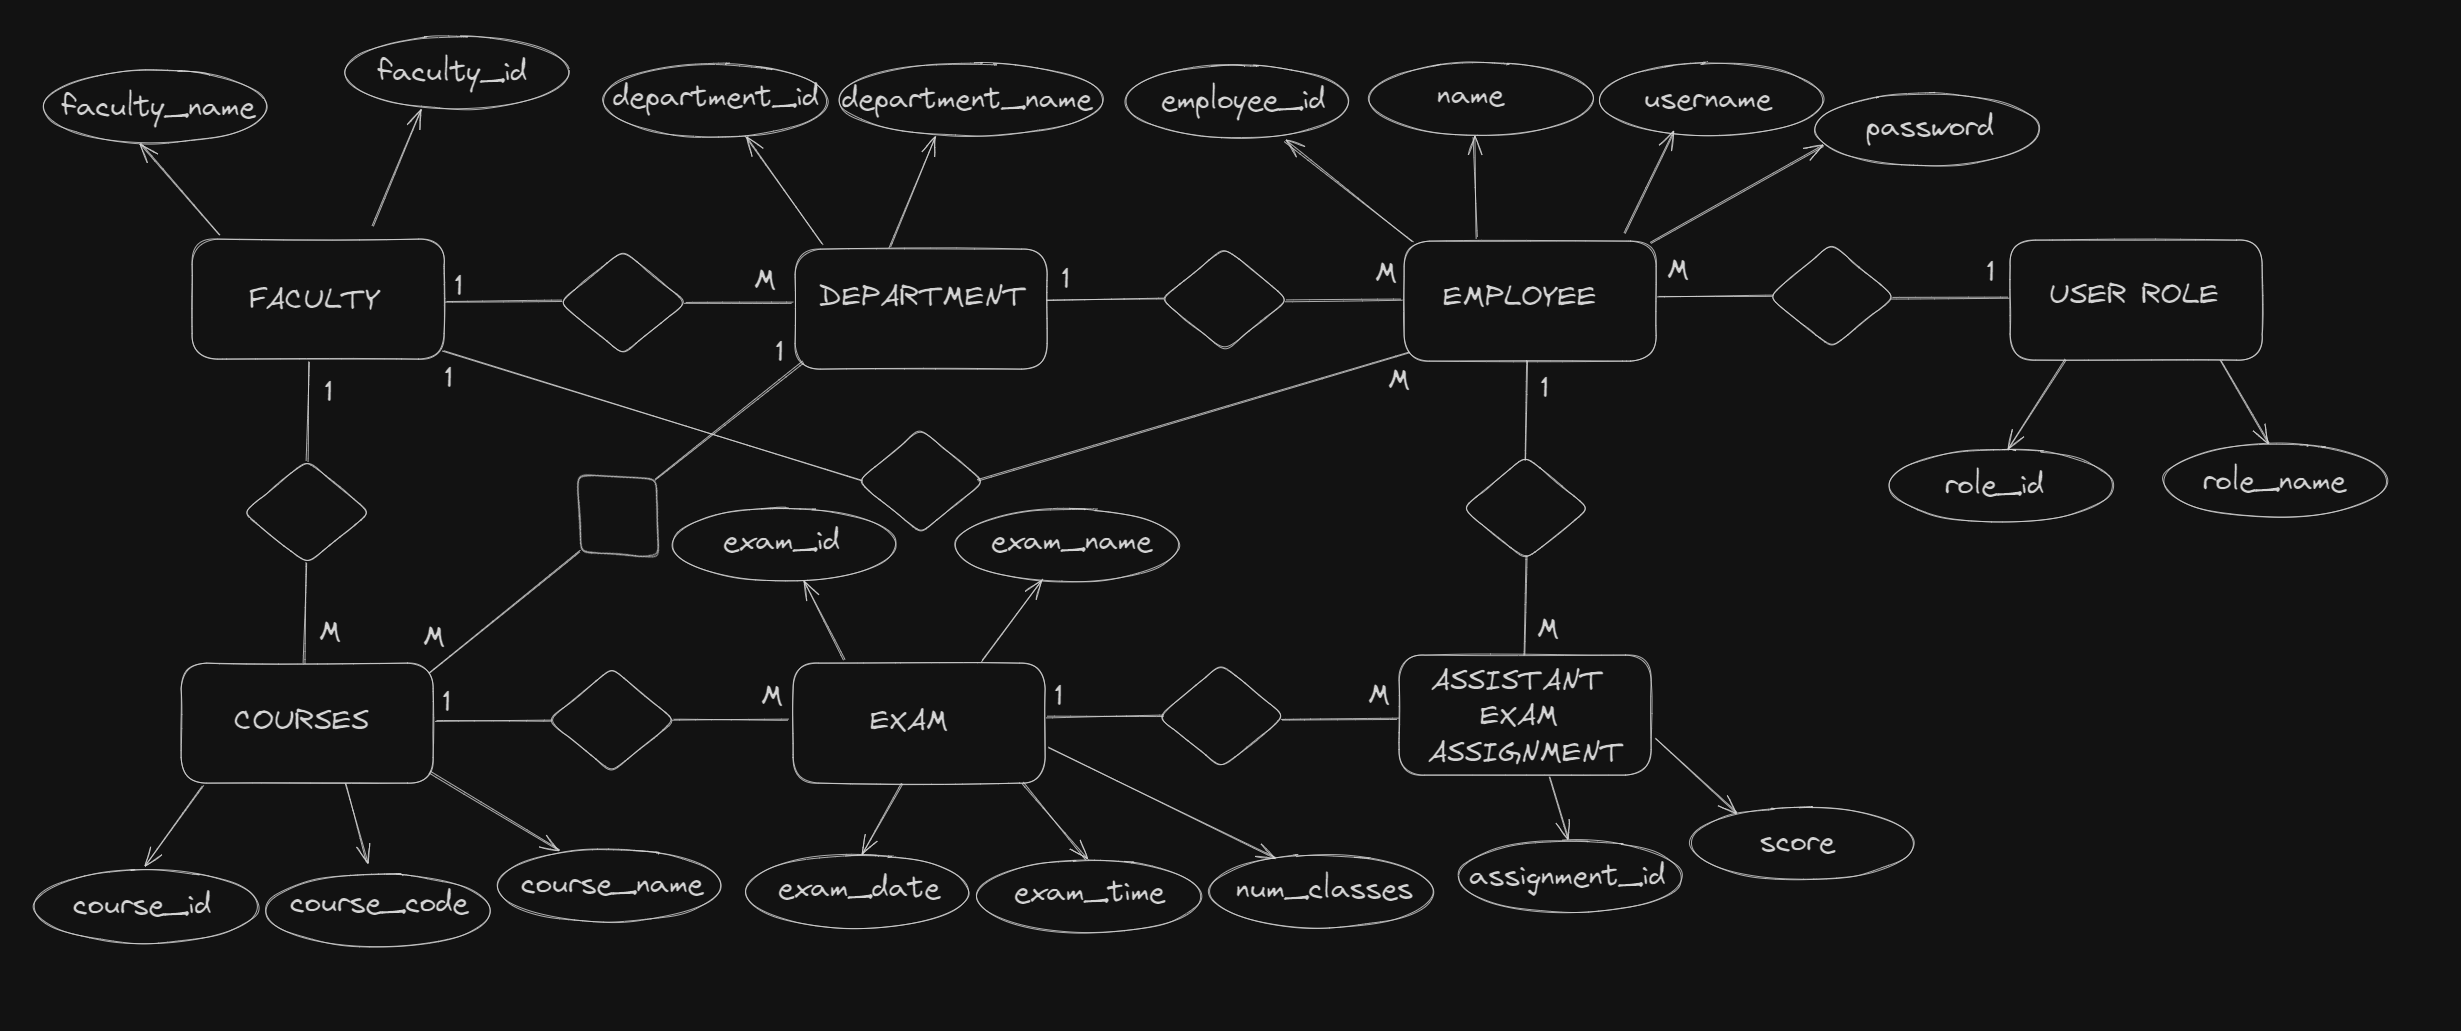 faculty_name
faculty_id
department_id
department_name
employee_id
name
username
password
FACULTY
1
M
DEPARTMENT
1
M
EMPLOYEE
M
1
USER ROLE
1
1
1
M
1
role_id
role_name
exam_id
exam_name
M
M
M
COURSES
1
M
EXAM
1
M
ASSISTANT
EXAM
ASSIGNMENT
course_id
course_code
course_name
exam_date
exam_time
num_classes
assignment_id
score